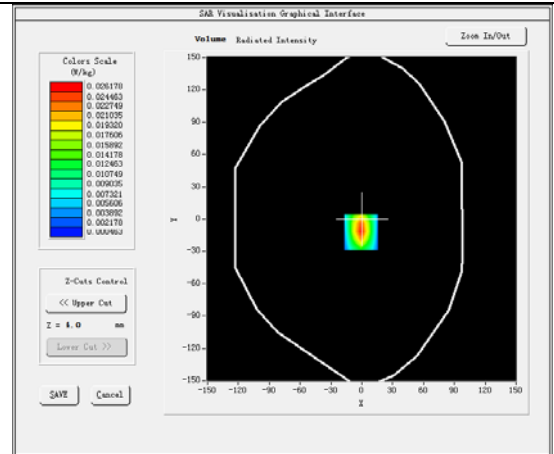 SAR Visualisation Graphical Interface
Volume Radiated Intensity
Zoom In/Out
Colors Scale
(W/kg)
0.026178
0.024463
0.022749
0.021035
0.019320
0.017606
0.015892
0.014178
0.012463
0.010749
0.009035
0.007321
0.005606
0.003892
0.002178
0.000463
Z-Cuts Control
<< Upper Cut
Z = 4.0 mm
Lower Cut >>
SAVE Cancel
150
120
90
60
30
Y 0
-30
-60
-90
-120
-150
-150 -120 -90 -60 -30 0 30 60 90 120 150
X